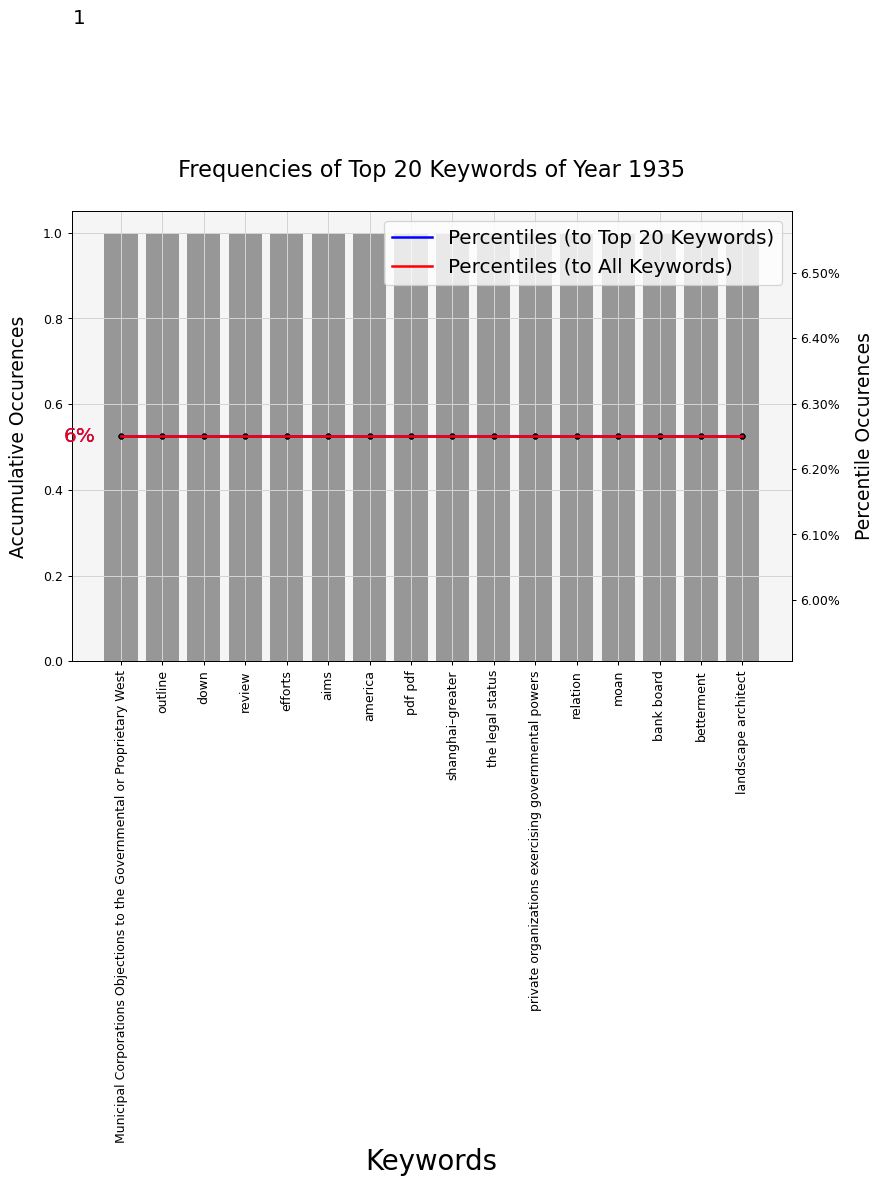 1
Frequencies of Top 20 Keywords of Year 1935
Percentiles (to Top 20 Keywords)
Percentiles (to All Keywords)
Accumulative Occurences
1.0
0.8
0.6
0.4
0.2
0.0
6%
6.50%
6.40%
6.30%
6.20%
6.10%
6.00%
Percentile Occurences
Municipal Corporations Objections to the Governmental or Proprietary West
outline
down
review
efforts
aims
america
pdf pdf
shanghai–greater
the legal status
private organizations exercising governmental powers
relation
moan
bank board
betterment
landscape architect
Keywords